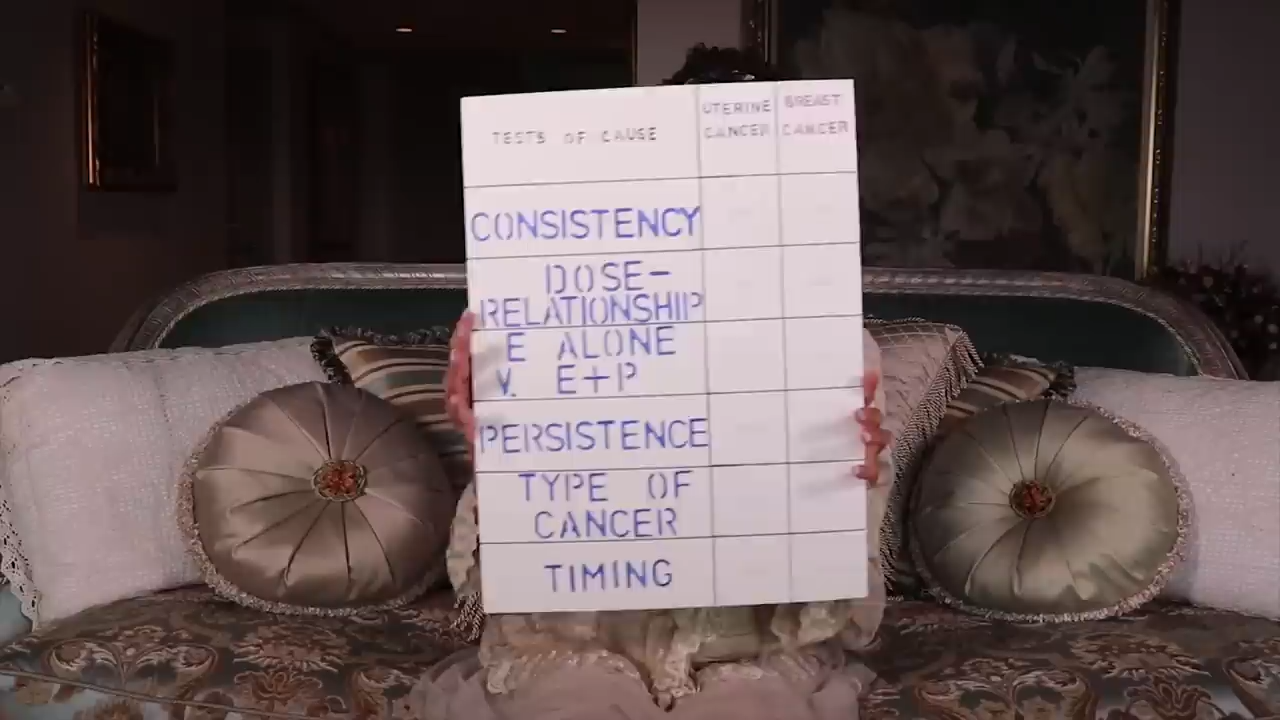 TESTS OF CAUSE
UTERINE
CANCER
BREAST
CANCER
CONSISTENCY
DOSE-
RELATIONSHIP
E ALONE
V. E+P
PERSISTENCE
TYPE OF
CANCER
TIMING